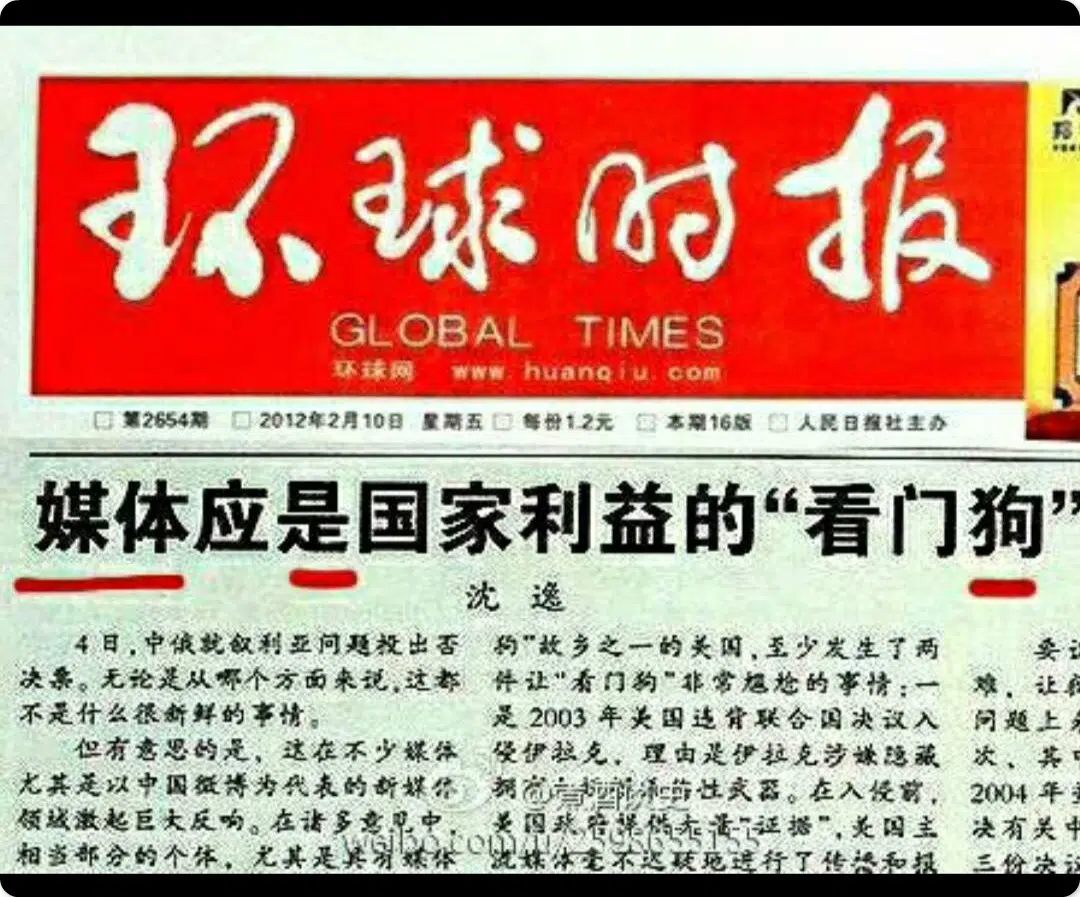 环球时报
GLOBAL TIMES
环球网 www.huanqiu.com
第2654期 2012年2月10日 星期五 每份1.2元 本期16版 人民日报社主办
媒体应是国家利益的“看门狗”
沈 逸
4日,中俄就叙利亚问题投出否
决票。无论是从哪个方面来说,这都
不是什么很新鲜的事情。
但有意思的是,这在不少媒体
尤其是以中国微博为代表的新媒体
领域激起巨大反响。在诸多意见中,
相当部分的个体,尤其是具有媒体
狗”故乡之一的美国,至少发生了两
件让“看门狗”非常尴尬的事情:一
是2003年美国违背联合国决议入
侵伊拉克,理由是伊拉克涉嫌隐藏
性武器。在入侵前,
美国政府提供大量“证据”,美国主
流媒体毫不迟疑地进行了传播和报
难,让
问题上
次,其
2004年
决有关
三份决议
weibo.com/u/2595655155